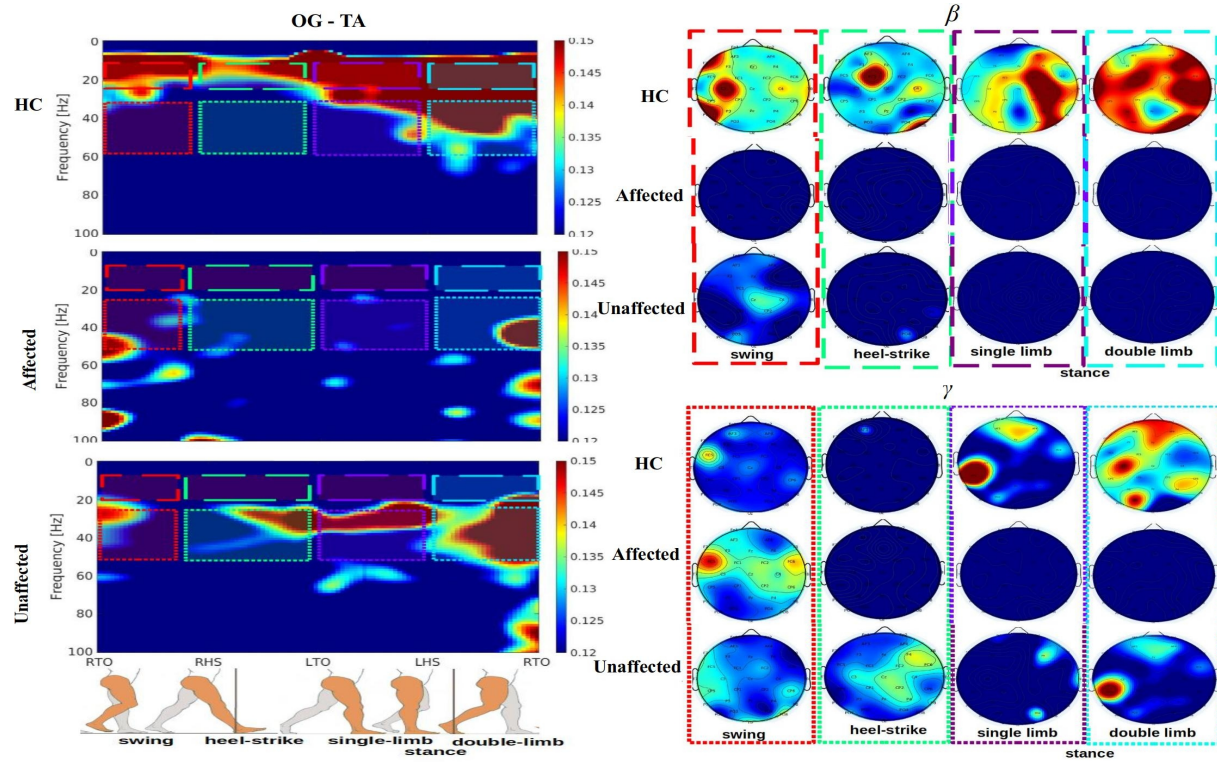 OG - TA
HC
Frequency [Hz]
0
20
40
60
80
100
0.15
0.145
0.14
0.135
0.13
0.125
0.12
Affected
Frequency [Hz]
0
20
40
60
80
100
0.15
0.145
0.14
0.135
0.13
0.125
0.12
Unaffected
Frequency [Hz]
0
20
40
60
80
100
0.15
0.145
0.14
0.135
0.13
0.125
0.12
RTO RHS LTO LHS RTO
swing heel-strike single-limb double-limb
stance
β
HC
Affected
Unaffected
swing heel-strike single limb double limb
stance
γ
HC
Affected
Unaffected
swing heel-strike single limb double limb
stance